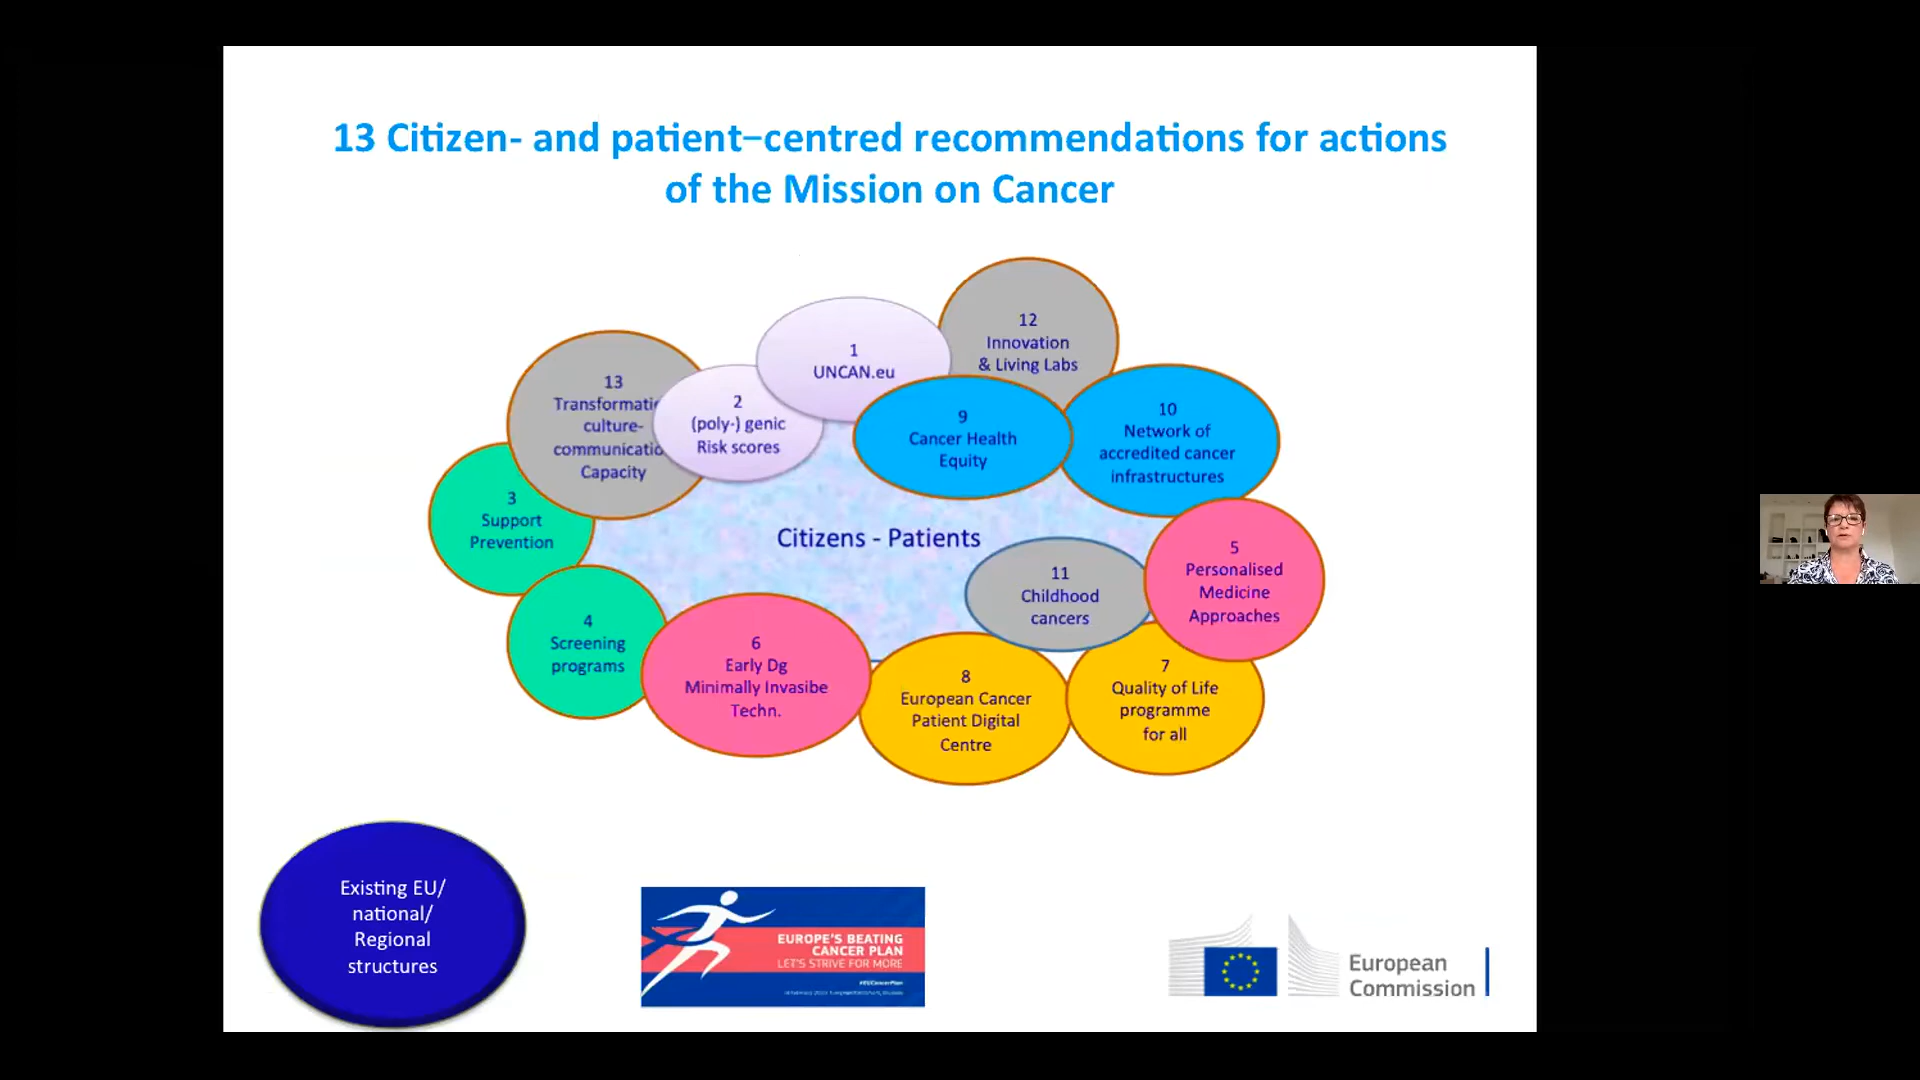 13 Citizen- and patient–centred recommendations for actions
of the Mission on Cancer
12
Innovation
& Living Labs
1
UNCAN.eu
13
Transformatic
culture-
communicatic
Capacity
2
(poly-) genic
Risk scores
9
Cancer Health
Equity
10
Network of
accredited cancer
infrastructures
3
Support
Prevention
Citizens - Patients
5
Personalised
Medicine
Approaches
11
Childhood
cancers
4
Screening
programs
6
Early Dg
Minimally Invasibe
Techn.
8
European Cancer
Patient Digital
Centre
7
Quality of Life
programme
for all
Existing EU/
national/
Regional
structures
EUROPE'S BEATING
CANCER PLAN
LET'S STRIVE FOR MORE
#EUCancerPlan
European
Commission